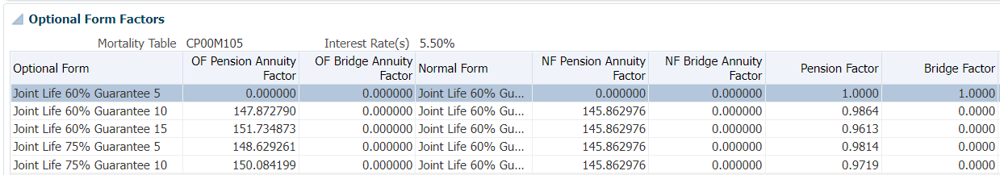 Optional Form Factors
Mortality Table CP00M105 Interest Rate(s) 5.50%
Optional Form OF Pension Annuity Factor OF Bridge Annuity Factor Normal Form NF Pension Annuity Factor NF Bridge Annuity Factor Pension Factor Bridge Factor
Joint Life 60% Guarantee 5 0.000000 0.000000 Joint Life 60% Gu... 0.000000 0.000000 1.0000 1.0000
Joint Life 60% Guarantee 10 147.872790 0.000000 Joint Life 60% Gu... 145.862976 0.000000 0.9864 0.0000
Joint Life 60% Guarantee 15 151.734873 0.000000 Joint Life 60% Gu... 145.862976 0.000000 0.9613 0.0000
Joint Life 75% Guarantee 5 148.629261 0.000000 Joint Life 60% Gu... 145.862976 0.000000 0.9814 0.0000
Joint Life 75% Guarantee 10 150.084199 0.000000 Joint Life 60% Gu... 145.862976 0.000000 0.9719 0.0000